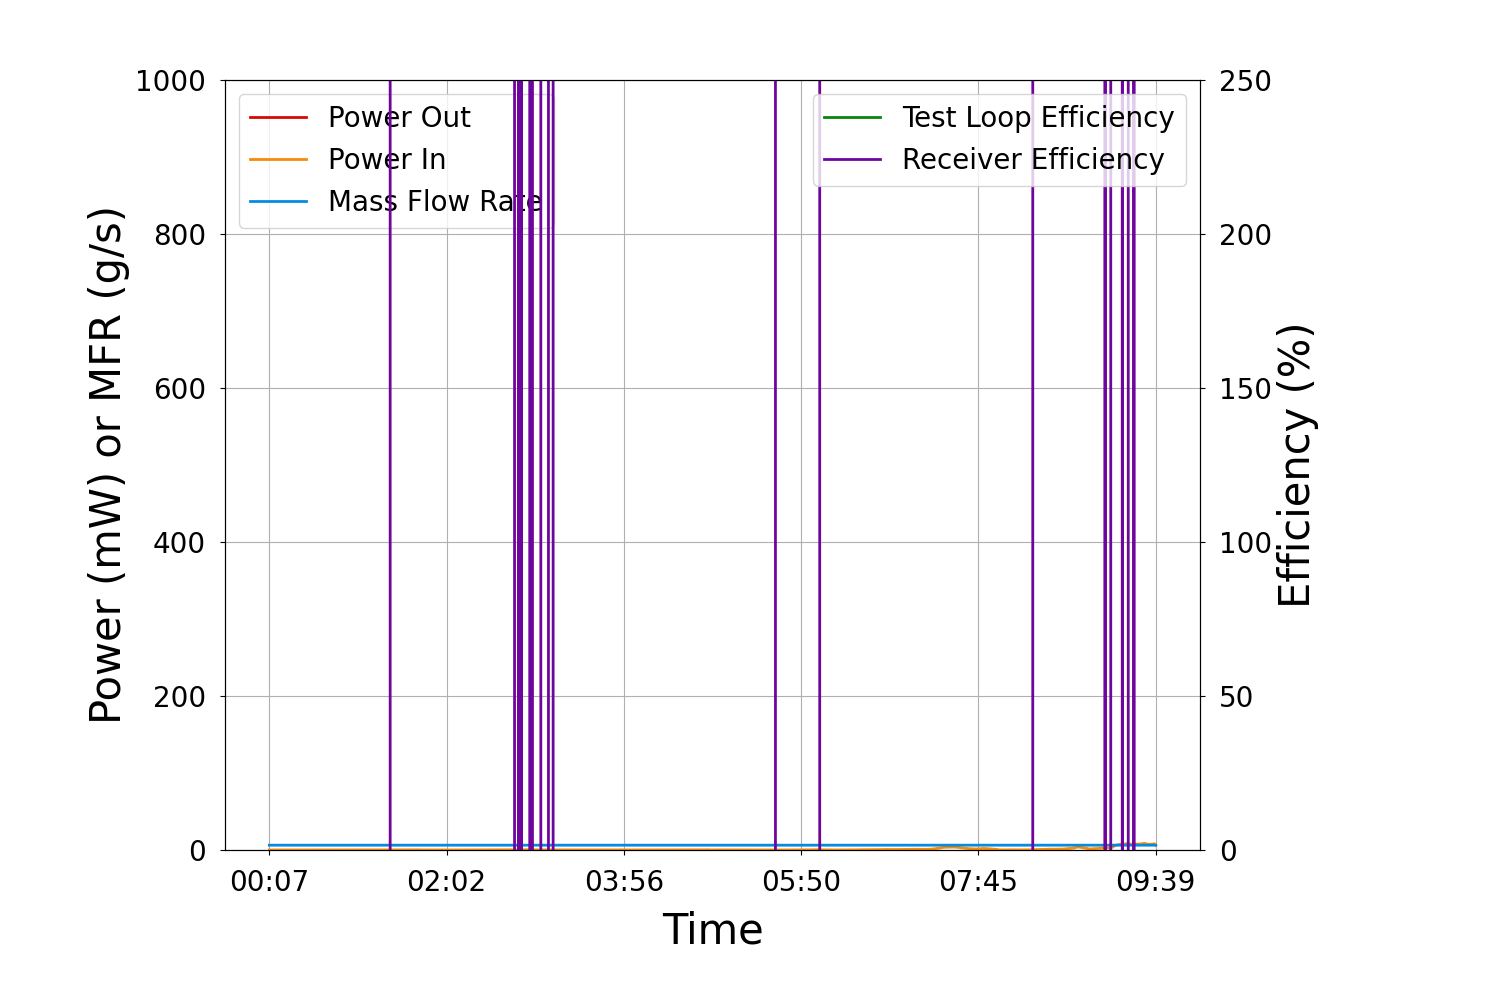 1000
800
600
400
200
0
Power (mW) or MFR (g/s)
Power Out
Power In
Mass Flow Rate
Test Loop Efficiency
Receiver Efficiency
250
200
150
100
50
0
Efficiency (%)
00:07 02:02 03:56 05:50 07:45 09:39
Time